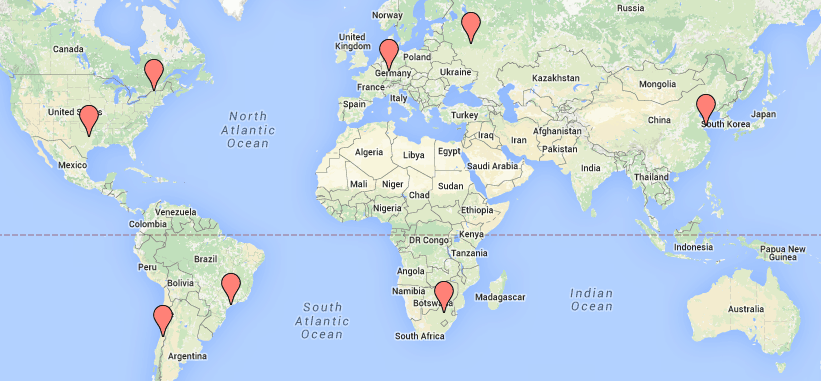 Russia
Norway
Canada
United
Kingdom
Poland
Germany
Ukraine
Kazakhstan
Mongolia
France
United S
Spain
Italy
North
Atlantic
Ocean
Turkey
China
South Korea
Japan
Iraq
Iran
Afghanistan
Pakistan
Mexico
Algeria
Libya
Egypt
Saudi Arabia
India
Thailand
Mali
Niger
Chad
Sudan
Venezuela
Colombia
Nigeria
Ethiopia
Kenya
DR Congo
Indonesia
Papua New
Guinea
Tanzania
Peru
Brazil
Bolivia
Angola
Namibia
Botswa
Madagascar
Indian
Ocean
South
Atlantic
Ocean
Australia
South Africa
Argentina